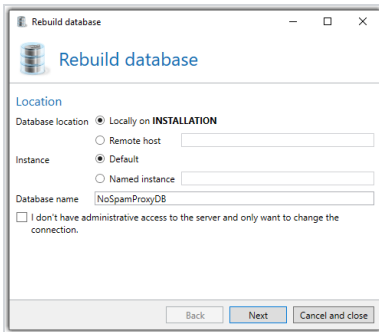 Rebuild database
Rebuild database
Location
Database location Locally on INSTALLATION
Remote host
Instance Default
Named instance
Database name NoSpamProxyDB
I don't have administrative access to the server and only want to change the
connection.
Back Next Cancel and close